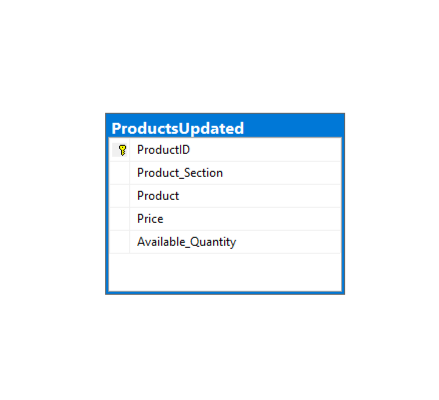 ProductsUpdated
ProductID
Product_Section
Product
Price
Available_Quantity